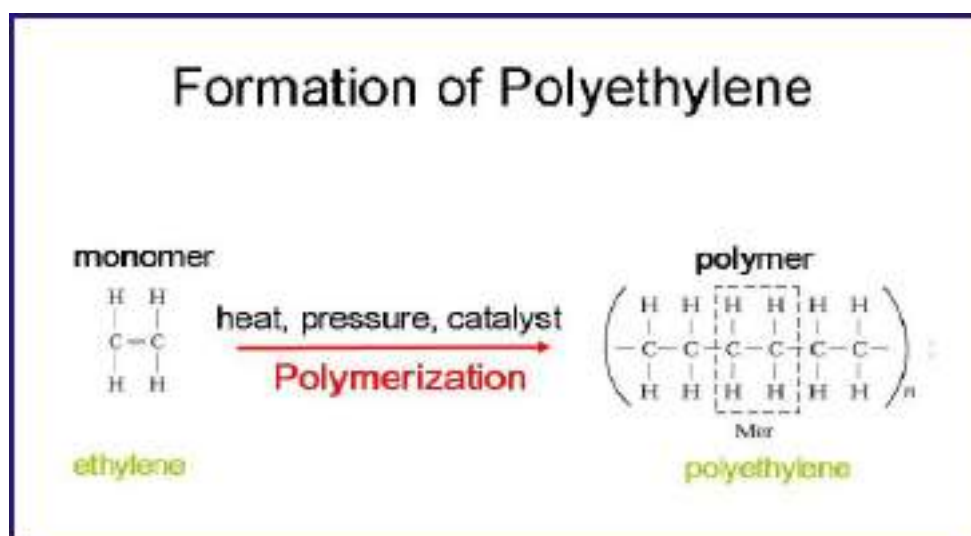 Formation of Polyethylene
monomer
H H
C=C
H H
ethylene
heat, pressure, catalyst
Polymerization
polymer
H H H H H H
-C-C-C-C-C-C-
H H H H H H
n
Mer
polyethylene